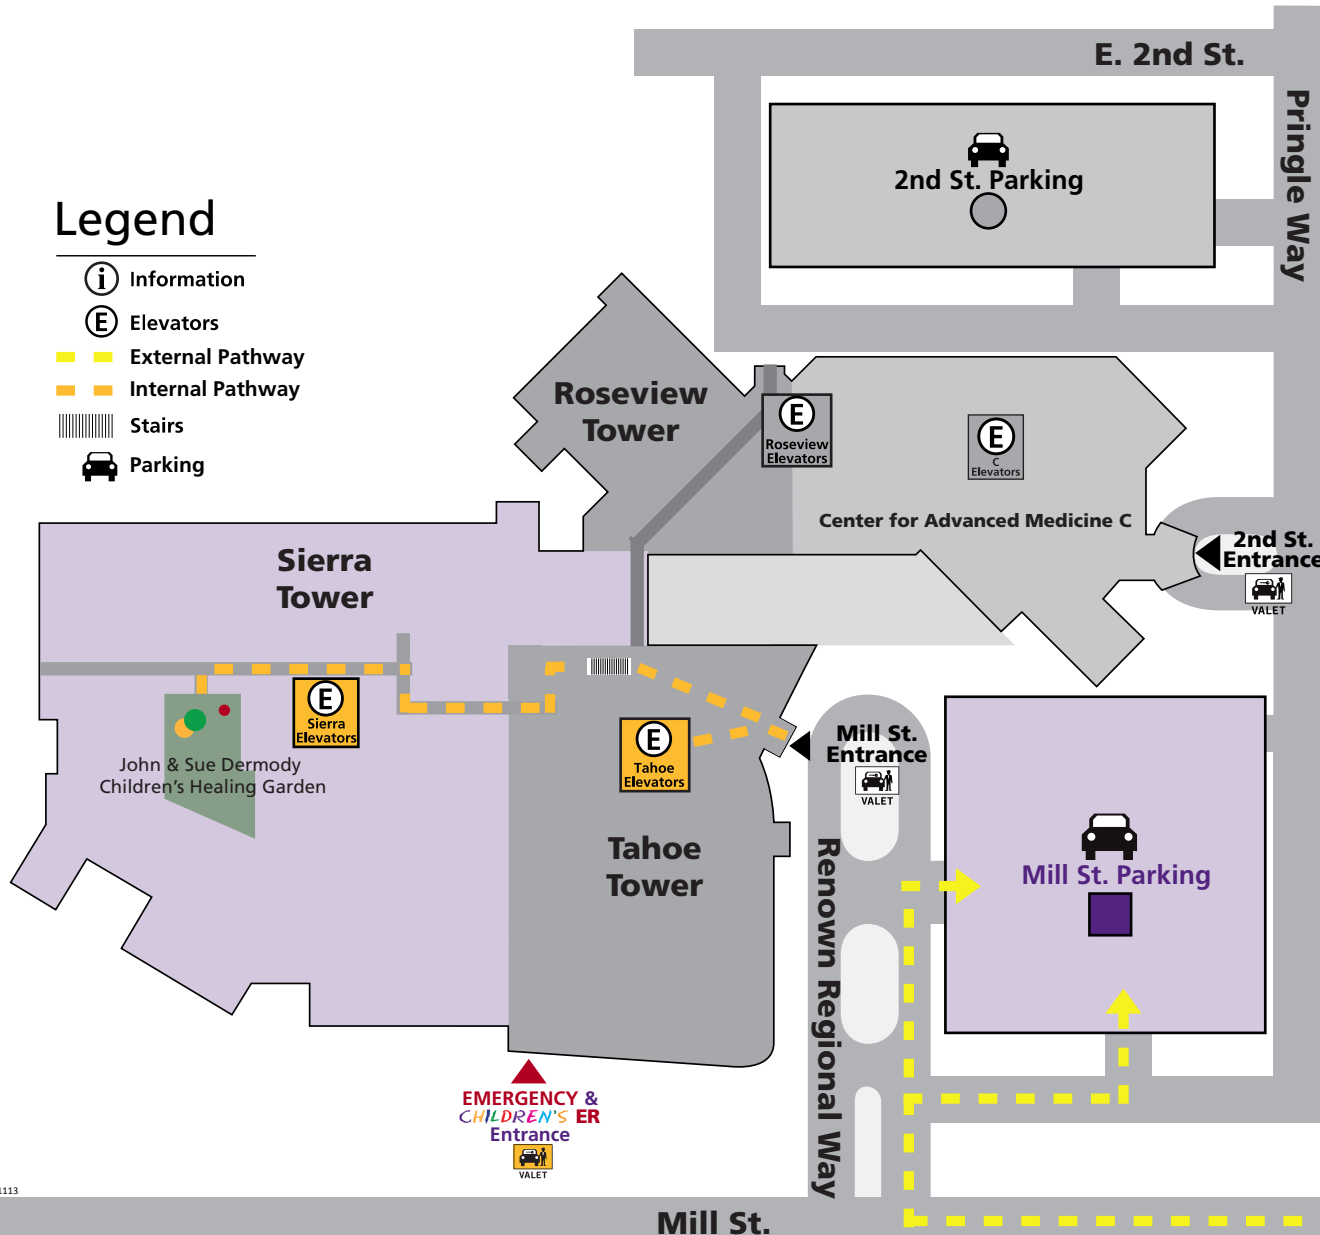 E. 2nd St.
Pringle Way
2nd St. Parking
Legend
i Information
E Elevators
External Pathway
Internal Pathway
Stairs
Parking
Roseview
Tower
E
Roseview
Elevators
E
C
Elevators
Center for Advanced Medicine C
2nd St.
Entrance
VALET
Sierra
Tower
E
Sierra
Elevators
John & Sue Dermody
Children's Healing Garden
E
Tahoe
Elevators
Mill St.
Entrance
VALET
Tahoe
Tower
Renown Regional Way
Mill St. Parking
EMERGENCY &
CHILDREN'S ER
Entrance
VALET
1113
Mill St.